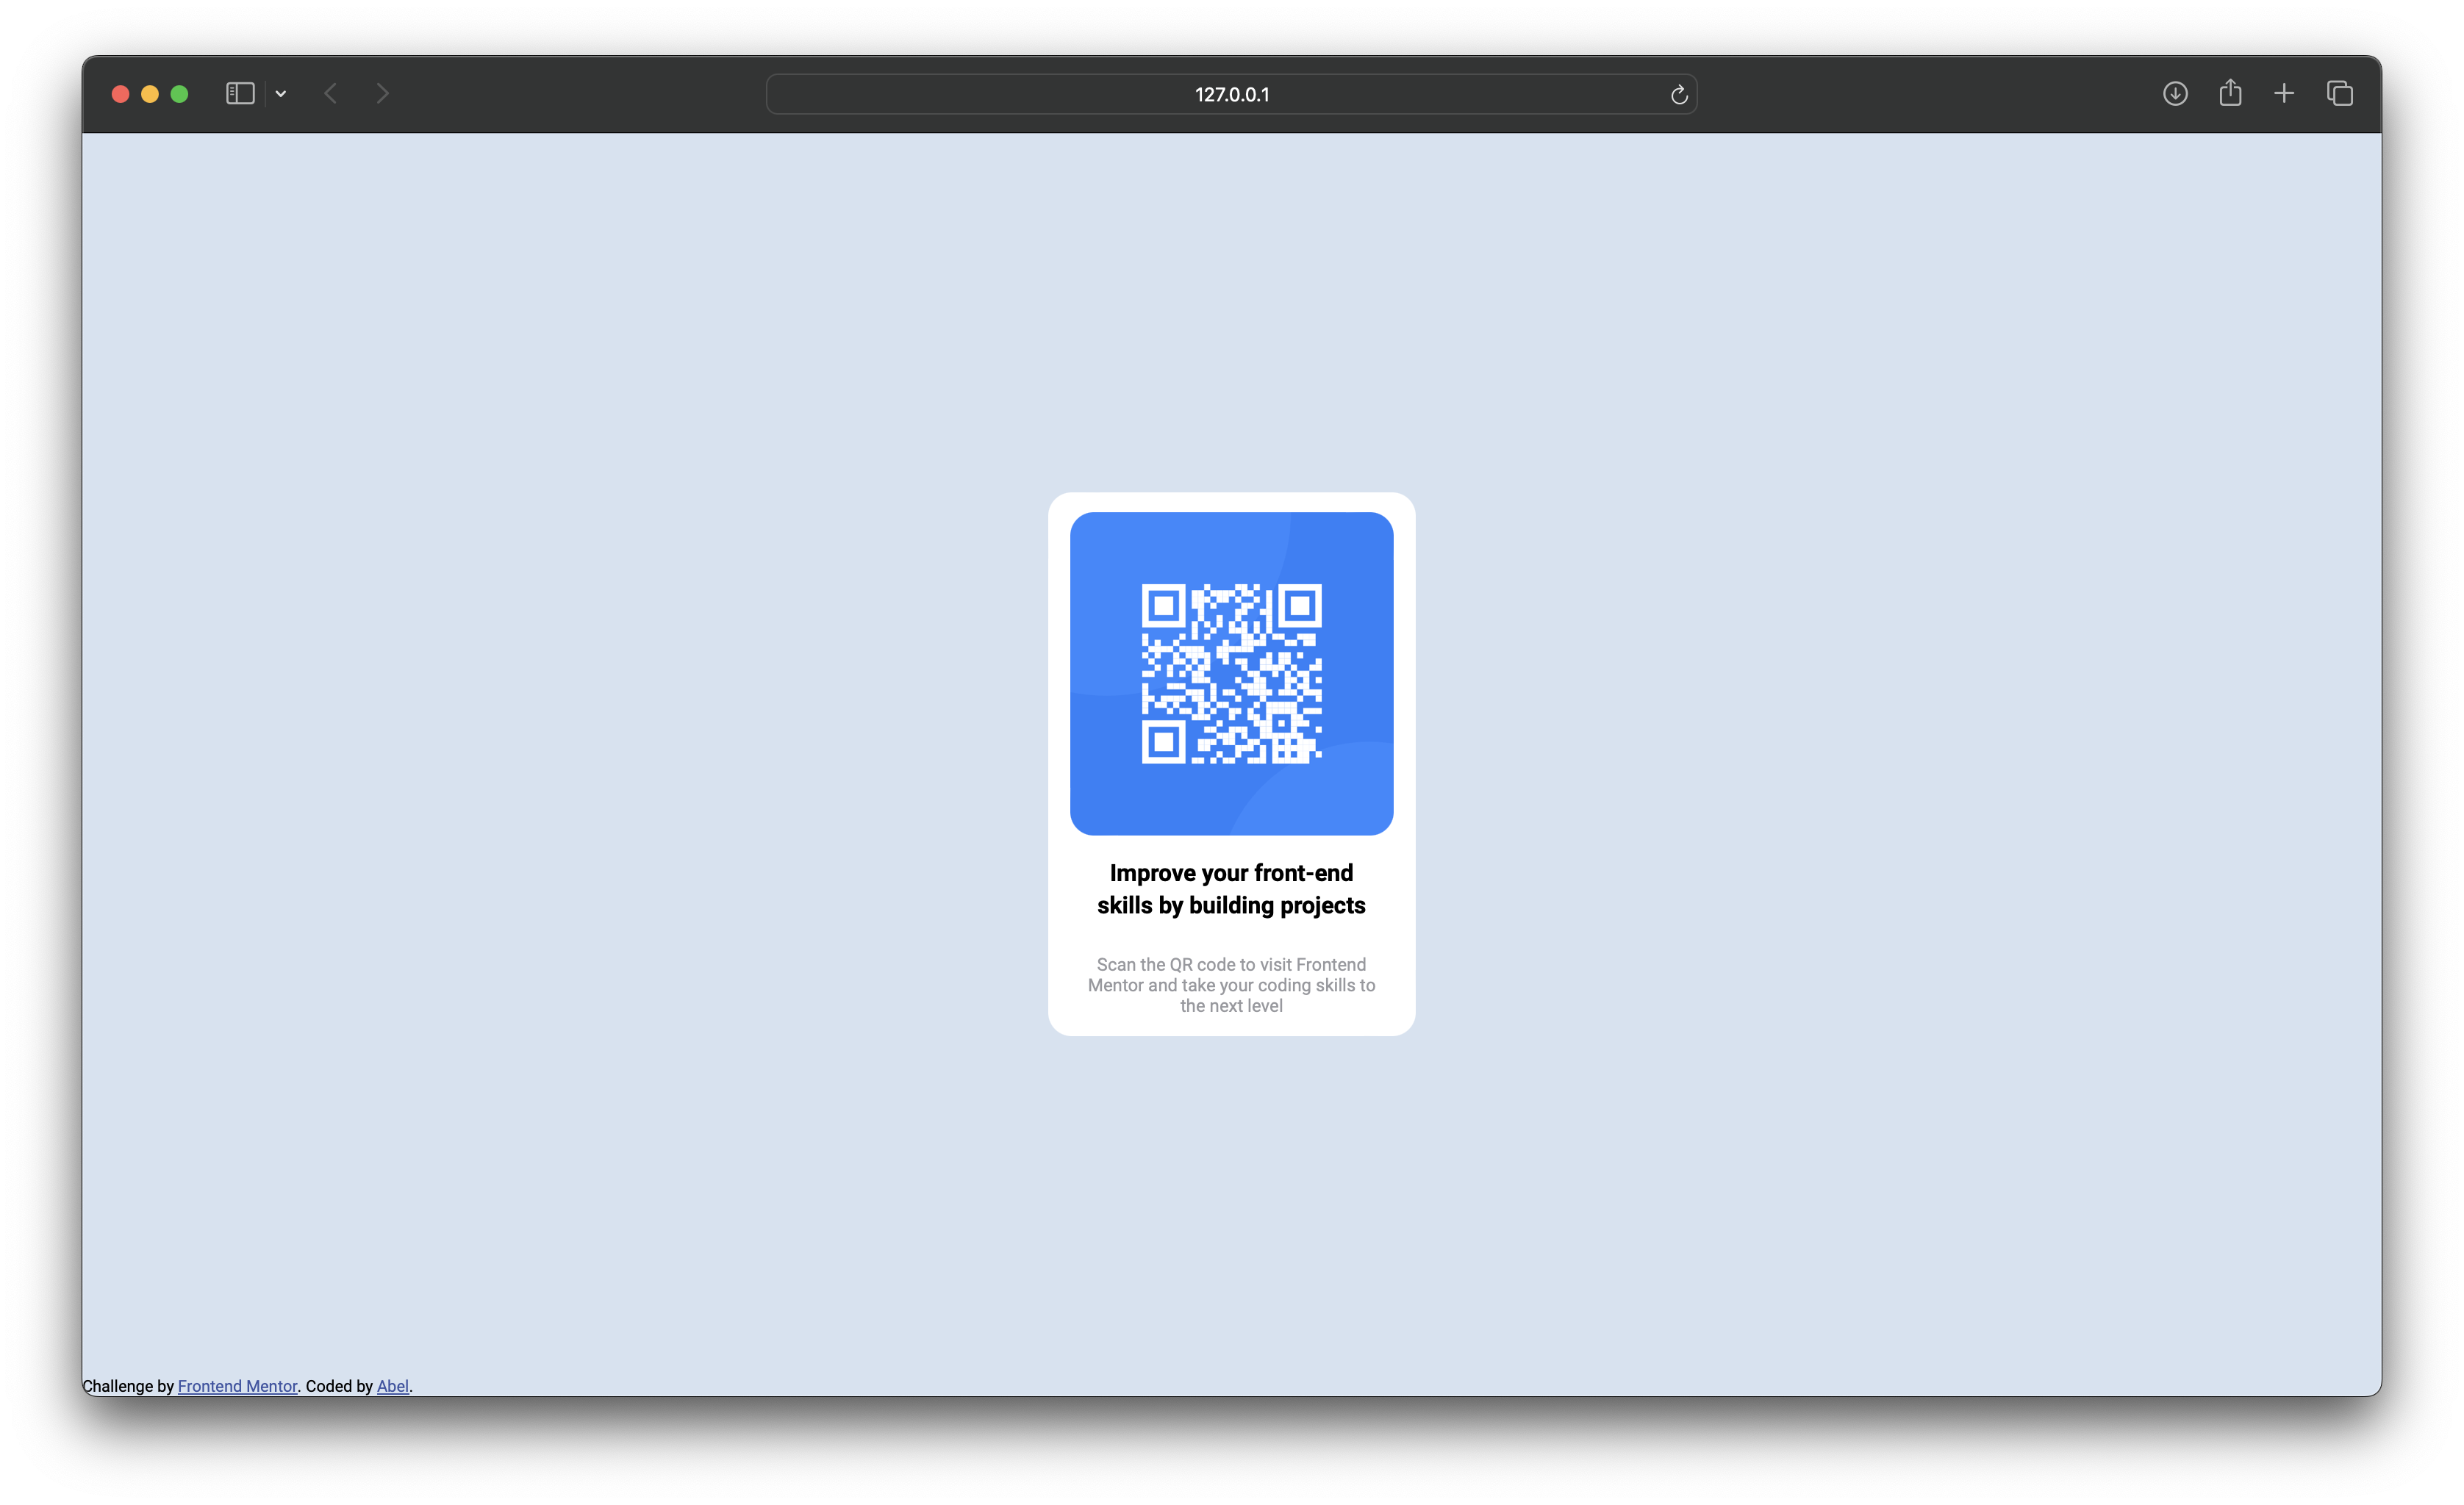 127.0.0.1
Improve your front-end
skills by building projects
Scan the QR code to visit Frontend
Mentor and take your coding skills to
the next level
Challenge by Frontend Mentor. Coded by Abel.